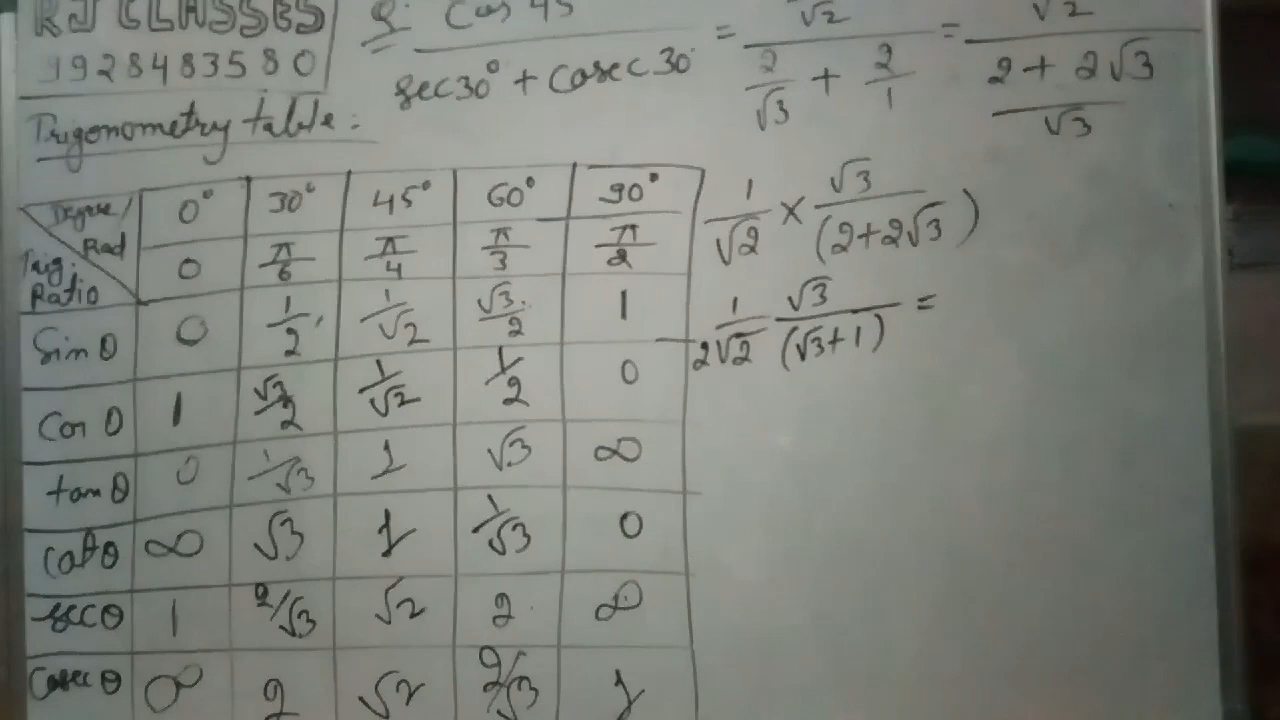 RJ CLASSES
9928483580
Q. Cos 45 / sec30° + Cosec30° = √2 / (2/√3 + 2/1) = √2 / ((2 + 2√3)/√3)
Trigonometry table:
Degree / Rad 0° 30° 45° 60° 90°
Trig. Ratio 0 π/6 π/4 π/3 π/2
Sin θ 0 1/2 1/√2 √3/2 1
Cos θ 1 √3/2 1/√2 1/2 0
tan θ 0 1/√3 1 √3 ∞
Cot θ ∞ √3 1 1/√3 0
sec θ 1 2/√3 √2 2 ∞
Cosec θ ∞ 2 √2 2/√3 1
1/√2 × √3/(2+2√3)
1/2√2 √3/(√3+1) =